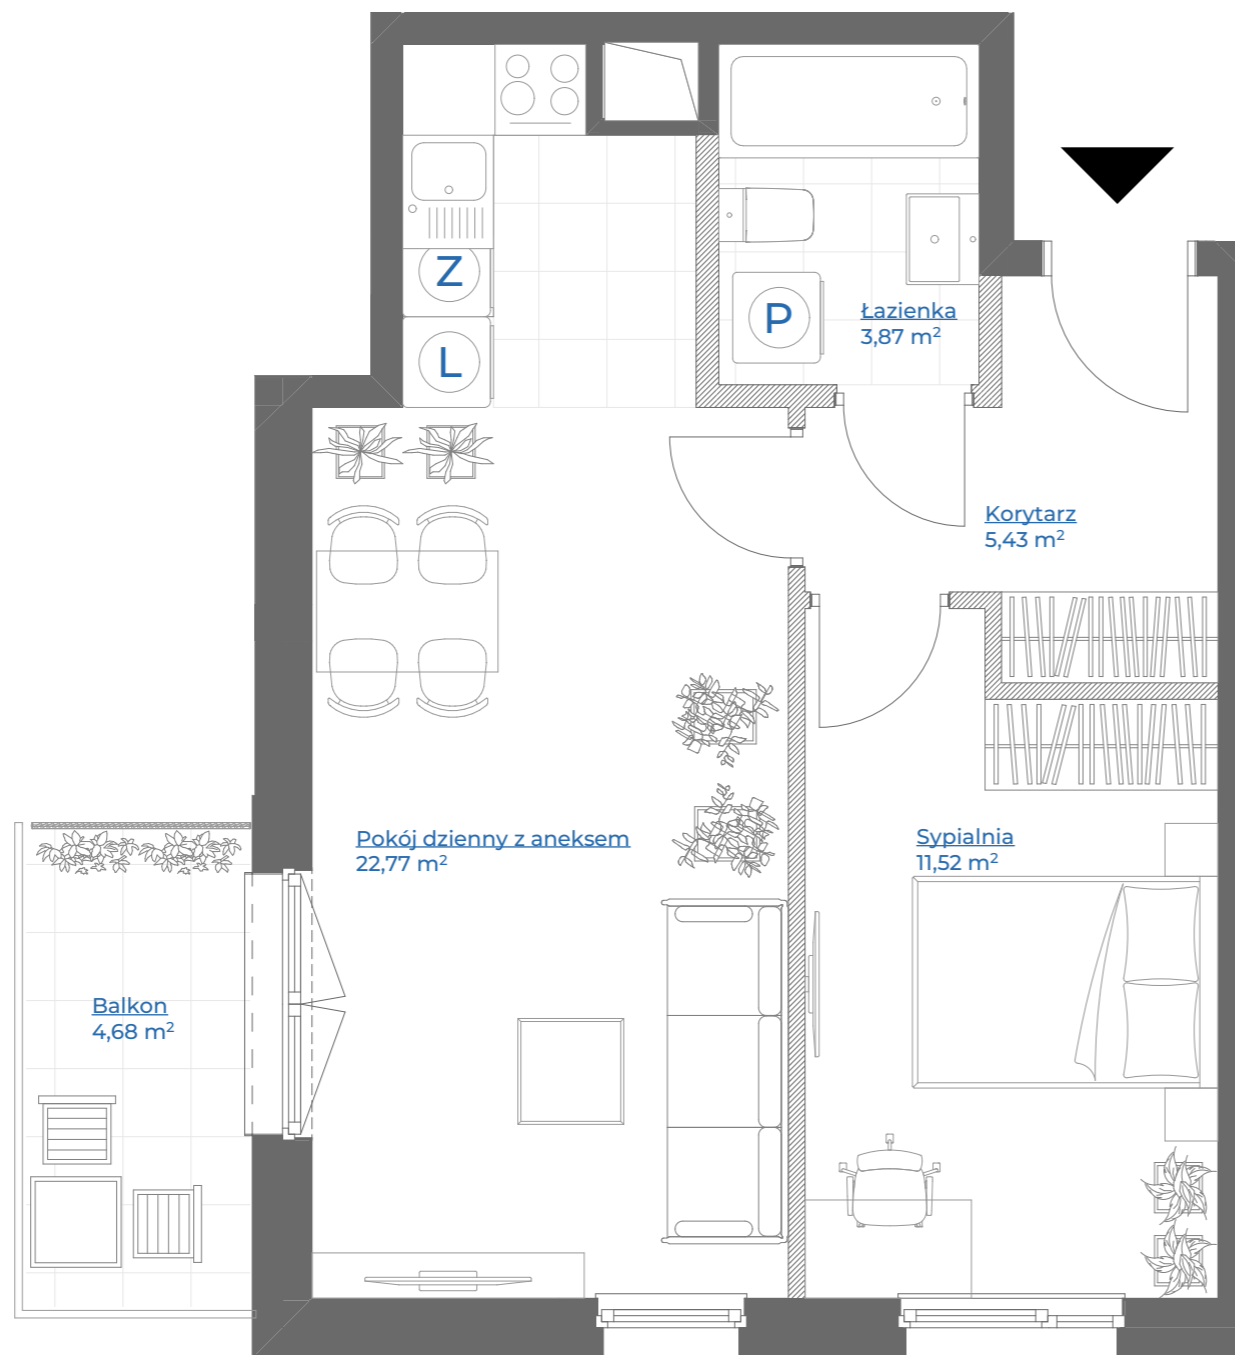 Z
L
P
Łazienka
3,87 m²
Korytarz
5,43 m²
Pokój dzienny z aneksem
22,77 m²
Sypialnia
11,52 m²
Balkon
4,68 m²